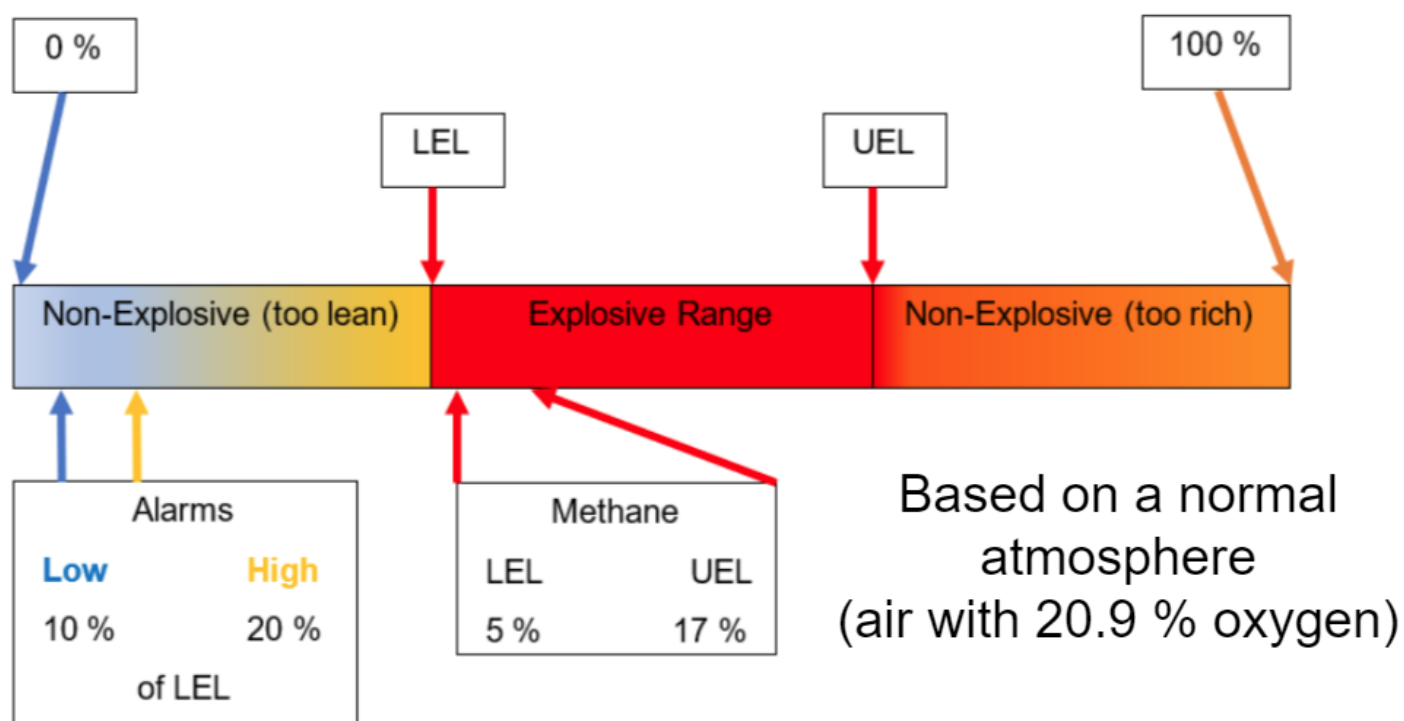 0 %
100 %
LEL
UEL
Non-Explosive (too lean)
Explosive Range
Non-Explosive (too rich)
Alarms
Low
High
10 %
20 %
of LEL
Methane
LEL
UEL
5 %
17 %
Based on a normal
atmosphere
(air with 20.9 % oxygen)